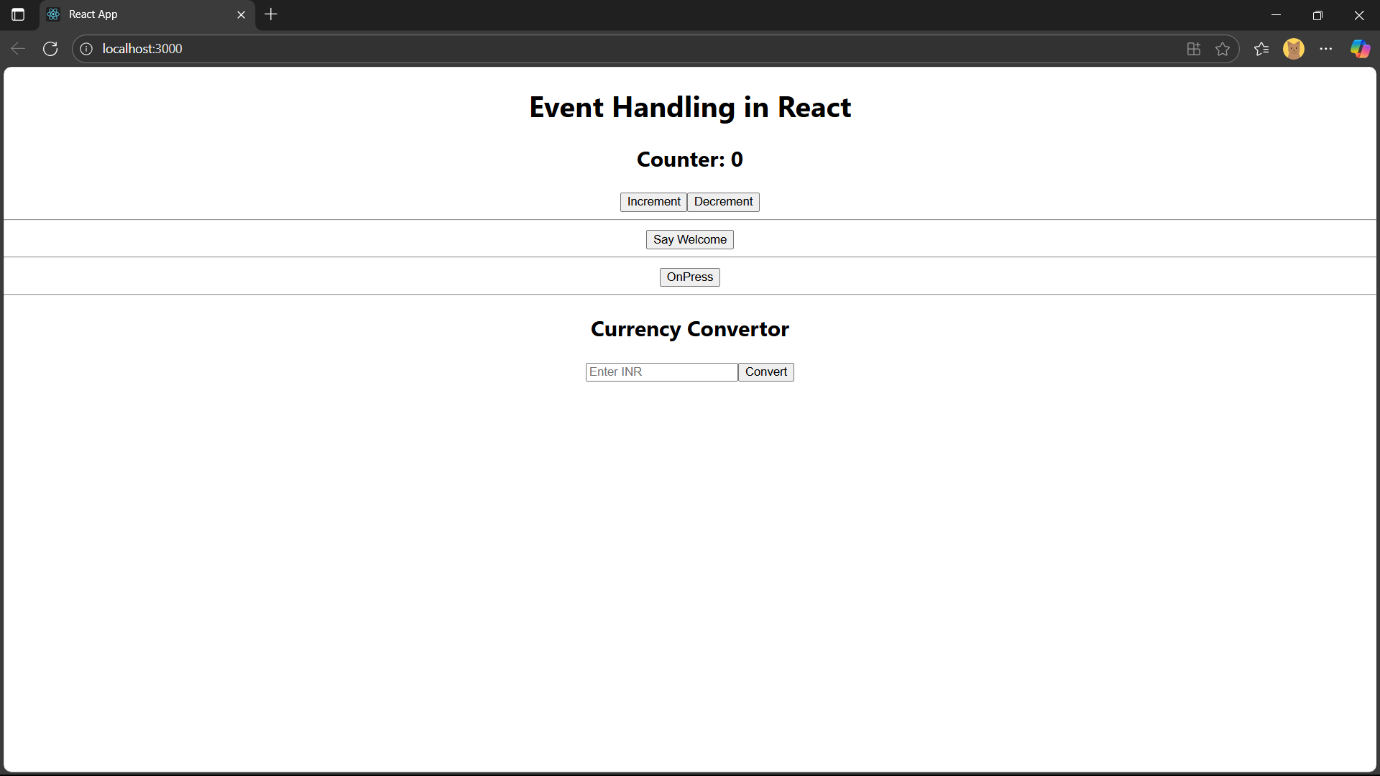 React App
localhost:3000
Event Handling in React
Counter: 0
Increment Decrement
Say Welcome
OnPress
Currency Convertor
Enter INR Convert